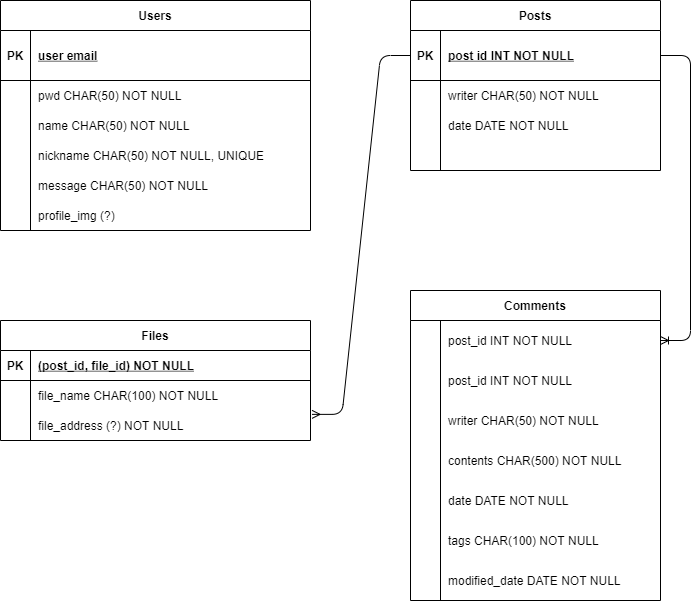 Users
PK user email
pwd CHAR(50) NOT NULL
name CHAR(50) NOT NULL
nickname CHAR(50) NOT NULL, UNIQUE
message CHAR(50) NOT NULL
profile_img (?)
Posts
PK post id INT NOT NULL
writer CHAR(50) NOT NULL
date DATE NOT NULL
Files
PK (post_id, file_id) NOT NULL
file_name CHAR(100) NOT NULL
file_address (?) NOT NULL
Comments
post_id INT NOT NULL
post_id INT NOT NULL
writer CHAR(50) NOT NULL
contents CHAR(500) NOT NULL
date DATE NOT NULL
tags CHAR(100) NOT NULL
modified_date DATE NOT NULL